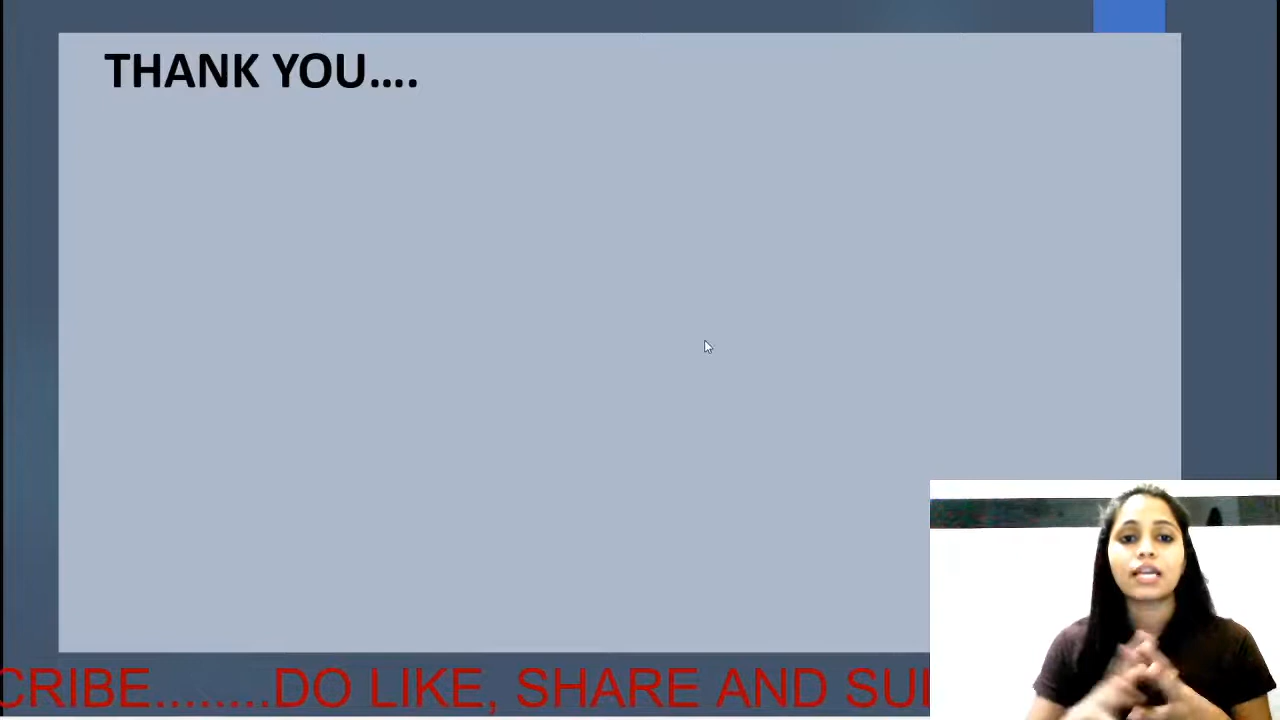 THANK YOU....
CRIBE........DO LIKE, SHARE AND SU